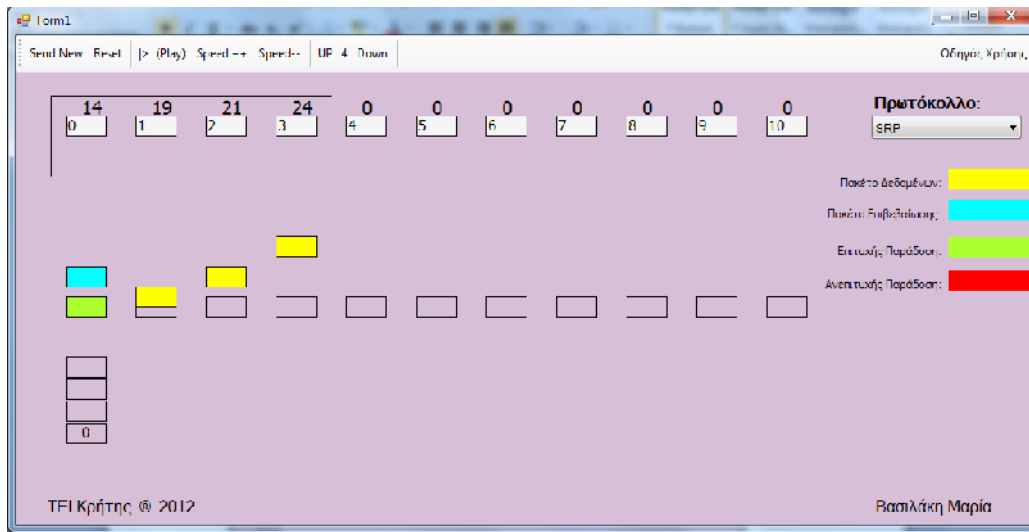 Form1
Send New Reset |> (Play) Speed ++ Speed-- UP 4 Down Οδηγός Χρήσης
14 19 21 24 0 0 0 0 0 0 0 Πρωτόκολλο:
0 1 2 3 4 5 6 7 8 9 10 SRP
Πακέτο Δεδομένων:
Πακέτο Επιβεβαίωσης:
Επιτυχής Παράδοση:
Ανεπιτυχής Παράδοση:
0
ΤΕΙ Κρήτης @ 2012 Βασιλάκη Μαρία